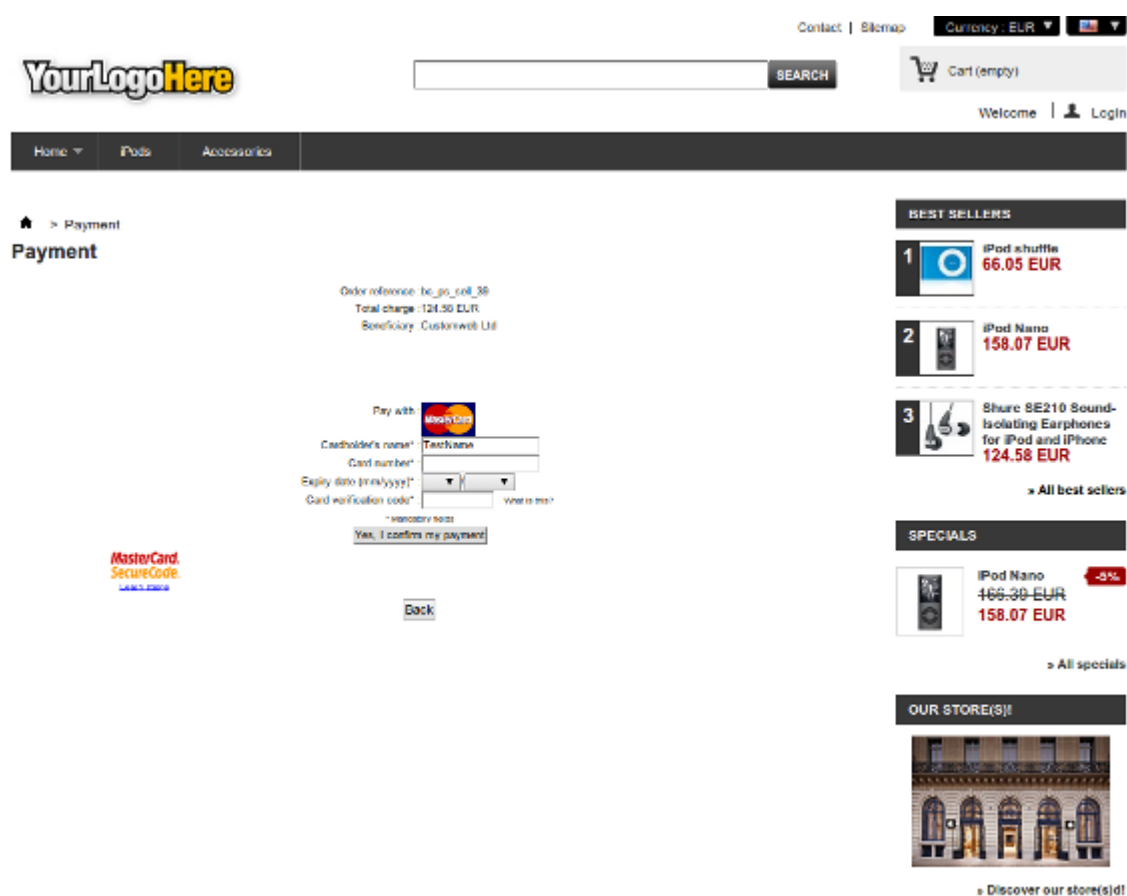 Contact | Sitemap Currency : EUR ▼ ▼
YourLogoHere
SEARCH
Cart (empty)
Welcome | Login
Home iPods Accessories
> Payment
Payment
Order reference : bc_ps_cell_39
Total charge : 124.58 EUR
Beneficiary : Customweb Ltd
Pay with :
MasterCard
Cardholder's name* : TestName
Card number* :
Expiry date (mm/yyyy)* : ▼ / ▼
Card verification code* : What is this?
* Mandatory fields
Yes, I confirm my payment
MasterCard.
SecureCode.
Learn more
Back
BEST SELLERS
1 iPod shuffle
66.05 EUR
2 iPod Nano
158.07 EUR
3 Shure SE210 Sound-
Isolating Earphones
for iPod and iPhone
124.58 EUR
» All best sellers
SPECIALS
iPod Nano -5%
166.39 EUR
158.07 EUR
» All specials
OUR STORE(S)!
» Discover our store(s)d!